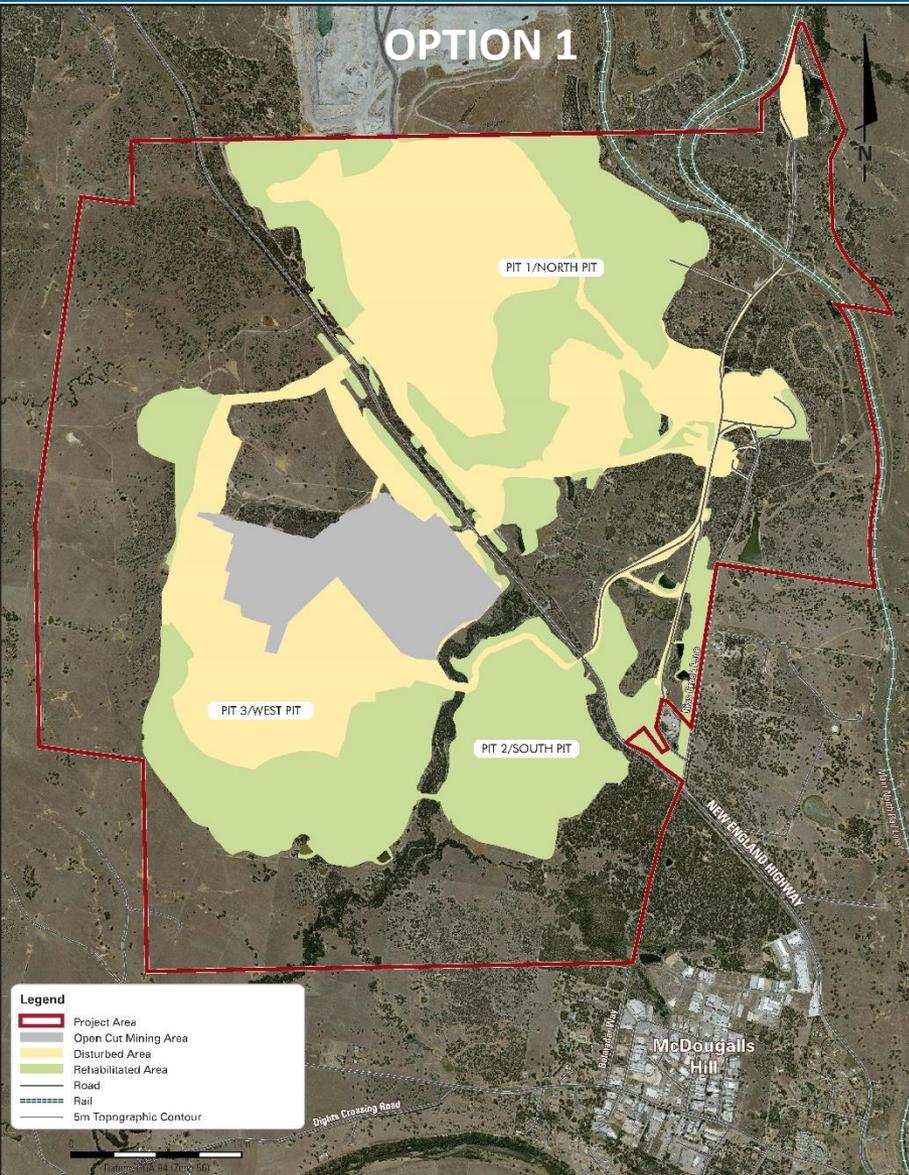 OPTION 1
N
PIT 1/NORTH PIT
PIT 3/WEST PIT
PIT 2/SOUTH PIT
NEW ENGLAND HIGHWAY
McDougalls
Hill
Dights Crossing Road
Legend
Project Area
Open Cut Mining Area
Disturbed Area
Rehabilitated Area
Road
Rail
5m Topographic Contour